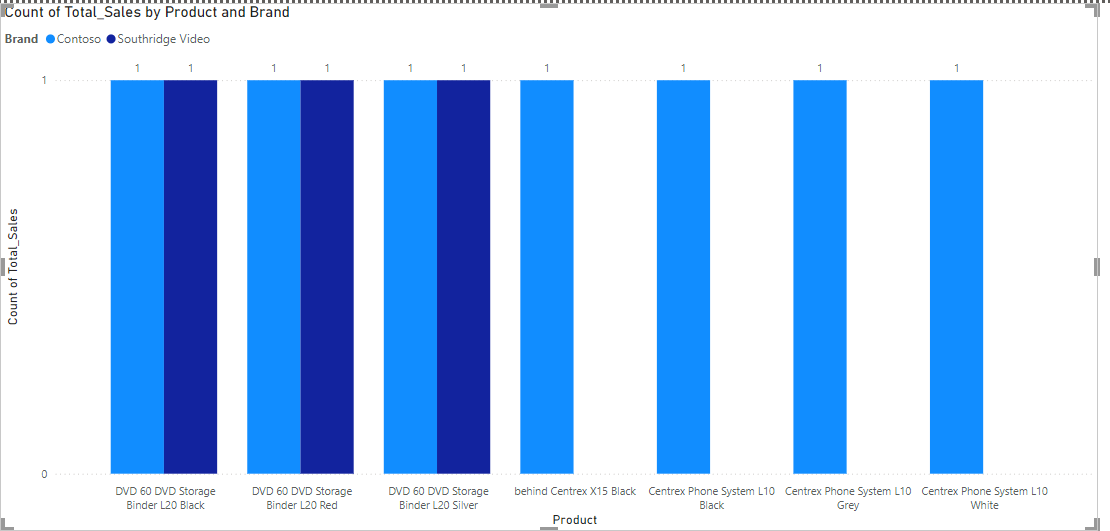 Count of Total_Sales by Product and Brand
Brand Contoso Southridge Video
1 1 1 1 1 1 1 1 1 1
1
Count of Total_Sales
0
DVD 60 DVD Storage
Binder L20 Black
DVD 60 DVD Storage
Binder L20 Red
DVD 60 DVD Storage
Binder L20 Silver
behind Centrex X15 Black
Centrex Phone System L10
Black
Centrex Phone System L10
Grey
Centrex Phone System L10
White
Product